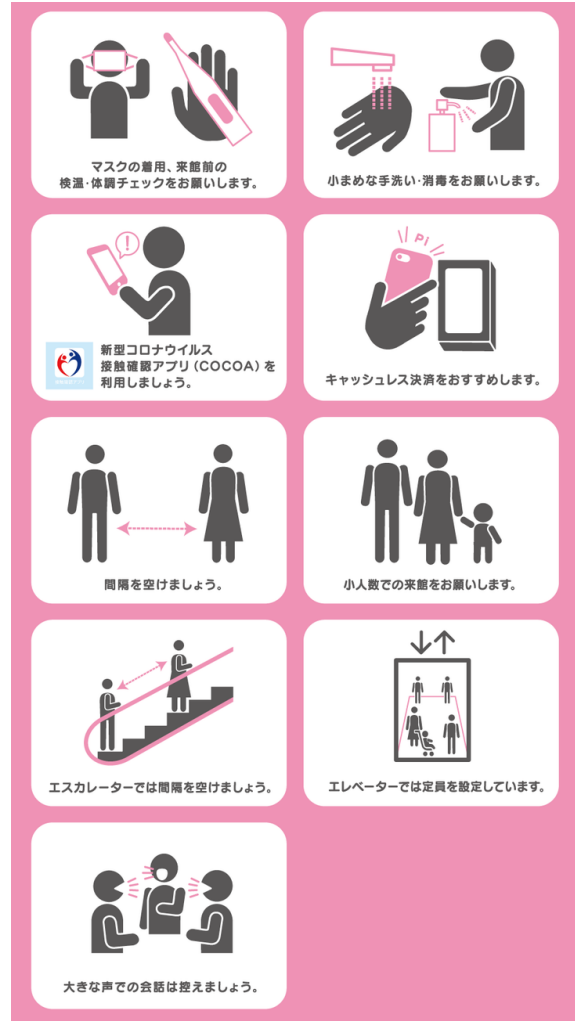 マスクの着用、来館前の
検温・体調チェックをお願いします。
Pi
小まめな手洗い・消毒をお願いします。
!
新型コロナウイルス
接触確認アプリ（COCOA）を
利用しましょう。
キャッシュレス決済をおすすめします。
間隔を空けましょう。
小人数での来館をお願いします。
エスカレーターでは間隔を空けましょう。
エレベーターでは定員を設定しています。
大きな声での会話は控えましょう。